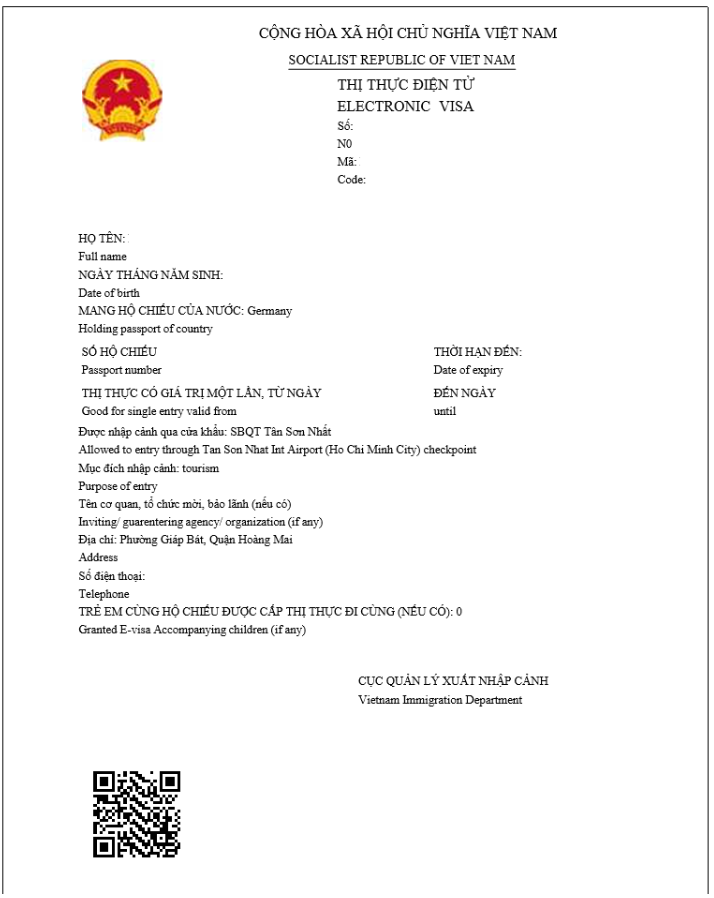 CỘNG HÒA XÃ HỘI CHỦ NGHĨA VIỆT NAM
SOCIALIST REPUBLIC OF VIET NAM
THỊ THỰC ĐIỆN TỬ
ELECTRONIC VISA
Số:
N0
Mã:
Code:
HỌ TÊN:
Full name
NGÀY THÁNG NĂM SINH:
Date of birth
MANG HỘ CHIẾU CỦA NƯỚC: Germany
Holding passport of country
SỐ HỘ CHIẾU THỜI HẠN ĐẾN:
Passport number Date of expiry
THỊ THỰC CÓ GIÁ TRỊ MỘT LẦN, TỪ NGÀY ĐẾN NGÀY
Good for single entry valid from until
Được nhập cảnh qua cửa khẩu: SBQT Tân Sơn Nhất
Allowed to entry through Tan Son Nhat Int Airport (Ho Chi Minh City) checkpoint
Mục đích nhập cảnh: tourism
Purpose of entry
Tên cơ quan, tổ chức mời, bảo lãnh (nếu có)
Inviting/ guarentering agency/ organization (if any)
Địa chỉ: Phường Giáp Bát, Quận Hoàng Mai
Address
Số điện thoại:
Telephone
TRẺ EM CÙNG HỘ CHIẾU ĐƯỢC CẤP THỊ THỰC ĐI CÙNG (NẾU CÓ): 0
Granted E-visa Accompanying children (if any)
CỤC QUẢN LÝ XUẤT NHẬP CẢNH
Vietnam Immigration Department